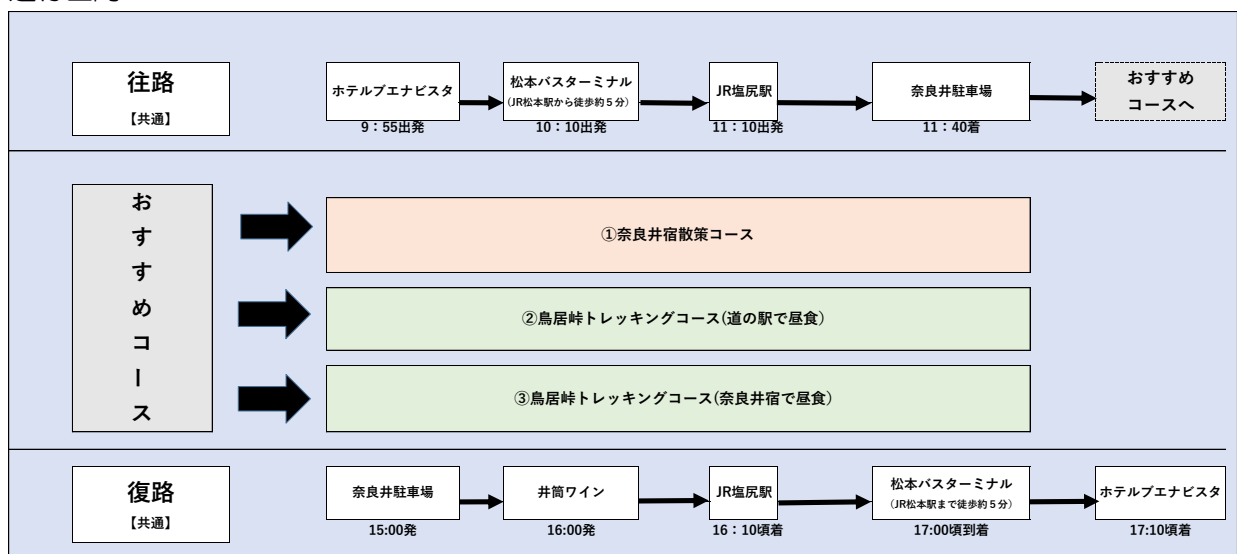 往路
【共通】
ホテルブエナビスタ
9：55出発
松本バスターミナル
(JR松本駅から徒歩約５分)
10：10出発
JR塩尻駅
11：10出発
奈良井駐車場
11：40着
おすすめ
コースへ
おすすめコース
①奈良井宿散策コース
②鳥居峠トレッキングコース(道の駅で昼食)
③鳥居峠トレッキングコース(奈良井宿で昼食)
復路
【共通】
奈良井駐車場
15:00発
井筒ワイン
16:00発
JR塩尻駅
16：10頃着
松本バスターミナル
(JR松本駅まで徒歩約５分)
17:00頃到着
ホテルブエナビスタ
17:10頃着